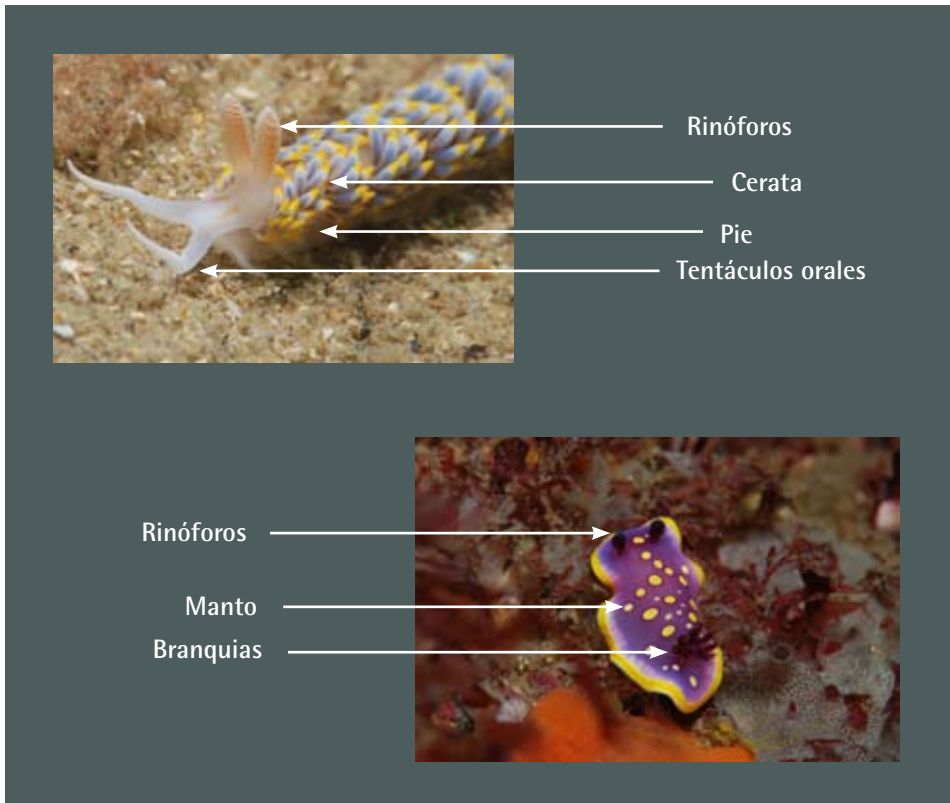 Rinóforos
Cerata
Pie
Tentáculos orales
Rinóforos
Manto
Branquias